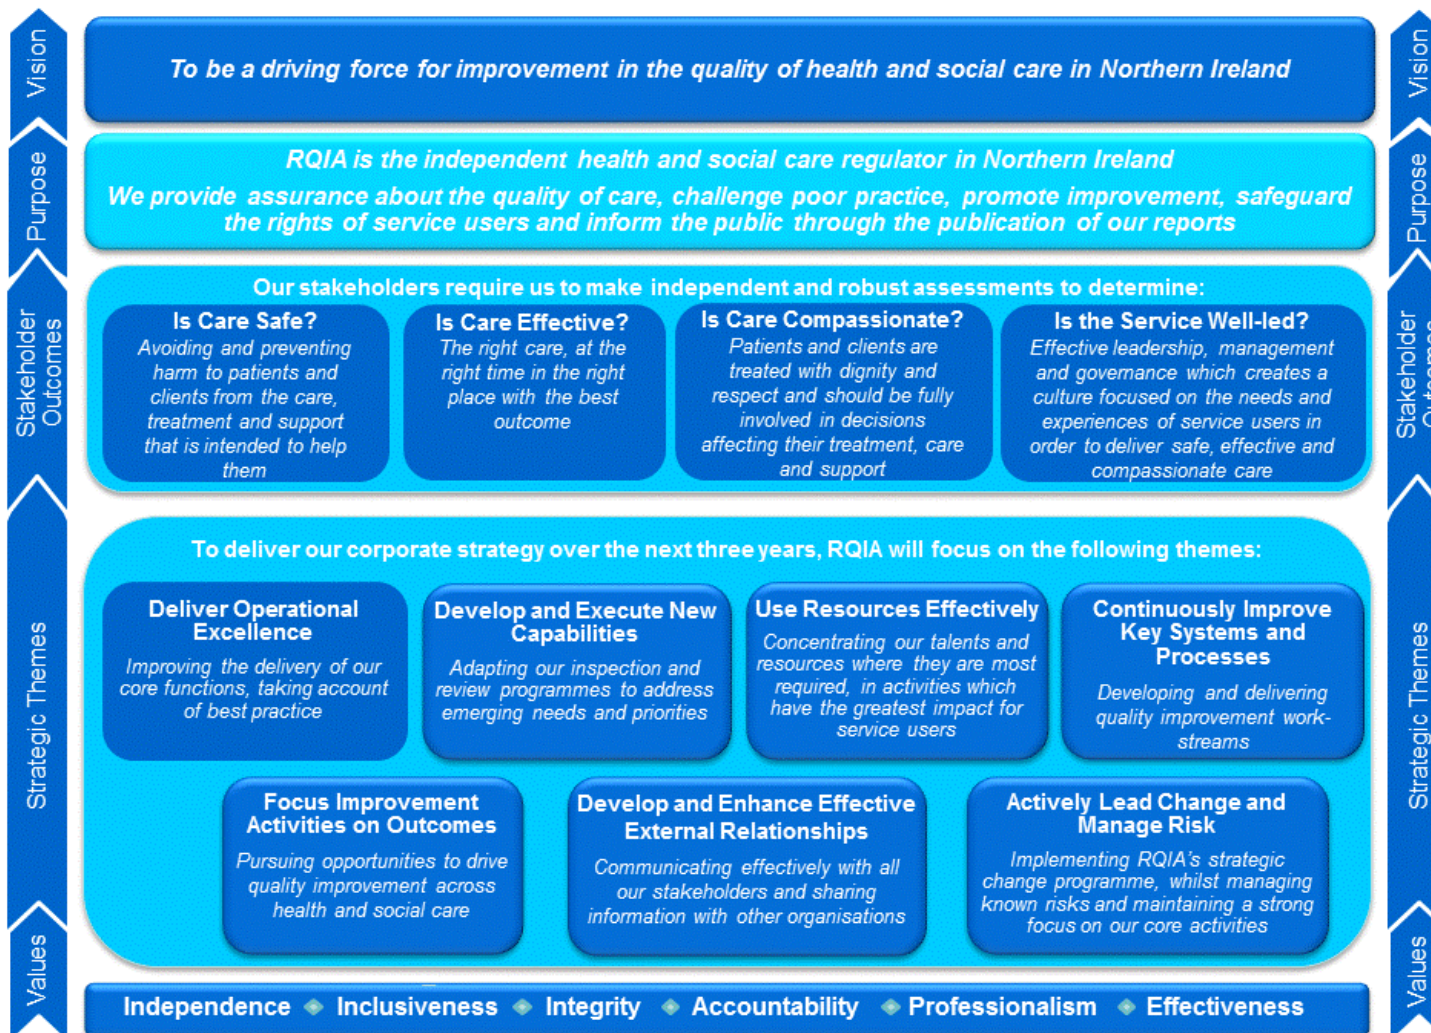 Vision
To be a driving force for improvement in the quality of health and social care in Northern Ireland
Vision
Purpose
RQIA is the independent health and social care regulator in Northern Ireland
We provide assurance about the quality of care, challenge poor practice, promote improvement, safeguard
the rights of service users and inform the public through the publication of our reports
Purpose
Stakeholder
Outcomes
Our stakeholders require us to make independent and robust assessments to determine:
Is Care Safe?
Avoiding and preventing
harm to patients and
clients from the care,
treatment and support
that is intended to help
them
Is Care Effective?
The right care, at the
right time in the right
place with the best
outcome
Is Care Compassionate?
Patients and clients are
treated with dignity and
respect and should be fully
involved in decisions
affecting their treatment, care
and support
Is the Service Well-led?
Effective leadership, management
and governance which creates a
culture focused on the needs and
experiences of service users in
order to deliver safe, effective and
compassionate care
Stakeholder
Outcomes
Strategic Themes
To deliver our corporate strategy over the next three years, RQIA will focus on the following themes:
Deliver Operational
Excellence
Improving the delivery of our
core functions, taking account
of best practice
Develop and Execute New
Capabilities
Adapting our inspection and
review programmes to address
emerging needs and priorities
Use Resources Effectively
Concentrating our talents and
resources where they are most
required, in activities which
have the greatest impact for
service users
Continuously Improve
Key Systems and
Processes
Developing and delivering
quality improvement work-
streams
Focus Improvement
Activities on Outcomes
Pursuing opportunities to drive
quality improvement across
health and social care
Develop and Enhance Effective
External Relationships
Communicating effectively with all
our stakeholders and sharing
information with other organisations
Actively Lead Change and
Manage Risk
Implementing RQIA's strategic
change programme, whilst managing
known risks and maintaining a strong
focus on our core activities
Strategic Themes
Values
Independence ◆ Inclusiveness ◆ Integrity ◆ Accountability ◆ Professionalism ◆ Effectiveness
Values